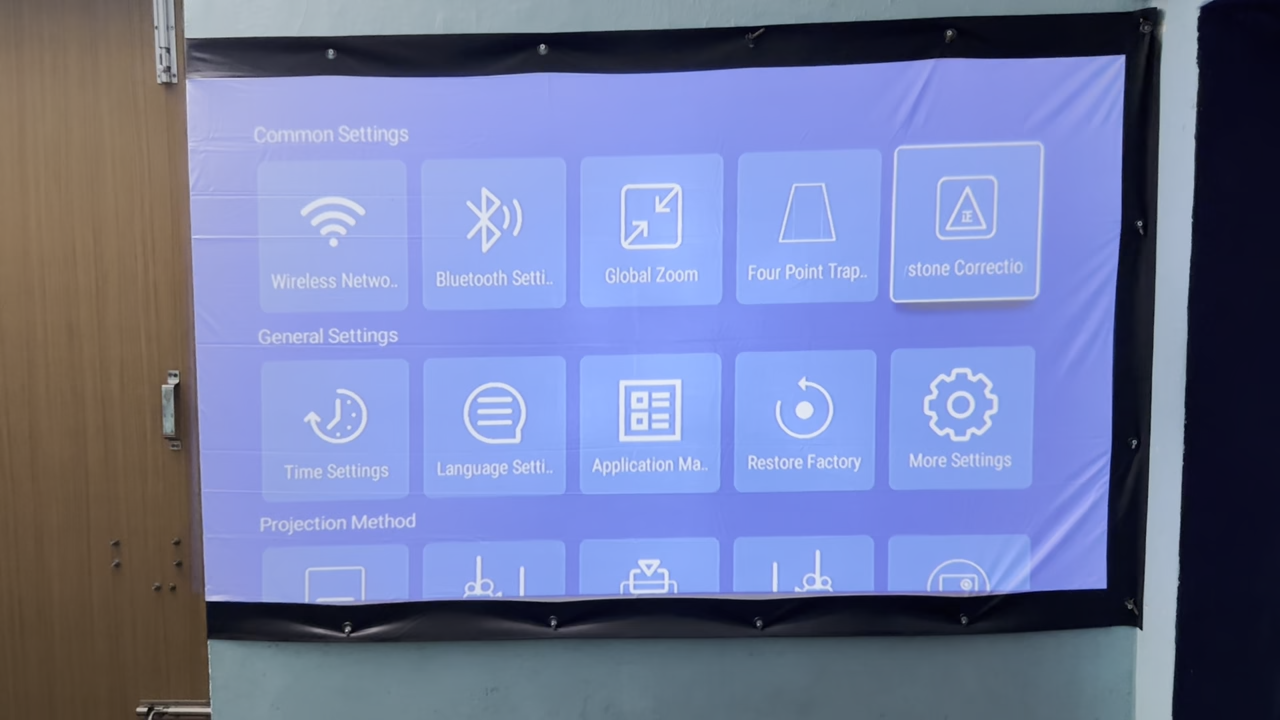 Common Settings
Wireless Netwo..
Bluetooth Setti..
Global Zoom
Four Point Trap..
stone Correctio
General Settings
Time Settings
Language Setti..
Application Ma..
Restore Factory
More Settings
Projection Method